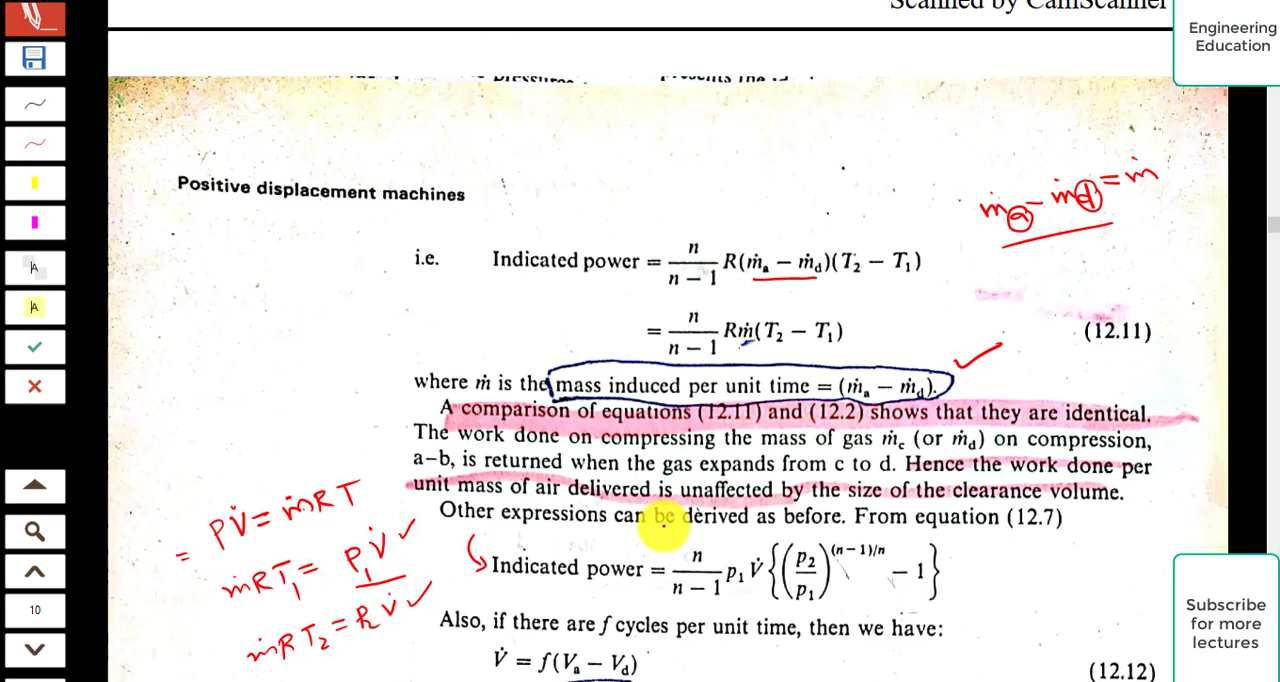 Scanned by CamScanner
Engineering
Education
Positive displacement machines
ṁa − ṁd = ṁ
i.e. Indicated power = n/(n − 1) R(ṁa − ṁd)(T2 − T1)
= n/(n − 1) Rṁ(T2 − T1) (12.11)
where ṁ is the mass induced per unit time = (ṁa − ṁd).
A comparison of equations (12.11) and (12.2) shows that they are identical.
The work done on compressing the mass of gas ṁc (or ṁd) on compression,
a–b, is returned when the gas expands from c to d. Hence the work done per
unit mass of air delivered is unaffected by the size of the clearance volume.
Other expressions can be derived as before. From equation (12.7)
= PV̇ = ṁRT
ṁRT1 = P1V̇
ṁRT2 = P2V̇
Indicated power = n/(n − 1) p1V̇{(p2/p1)^(n − 1)/n − 1}
Also, if there are f cycles per unit time, then we have:
V̇ = f(Va − Vd) (12.12)
10
Subscribe
for more
lectures